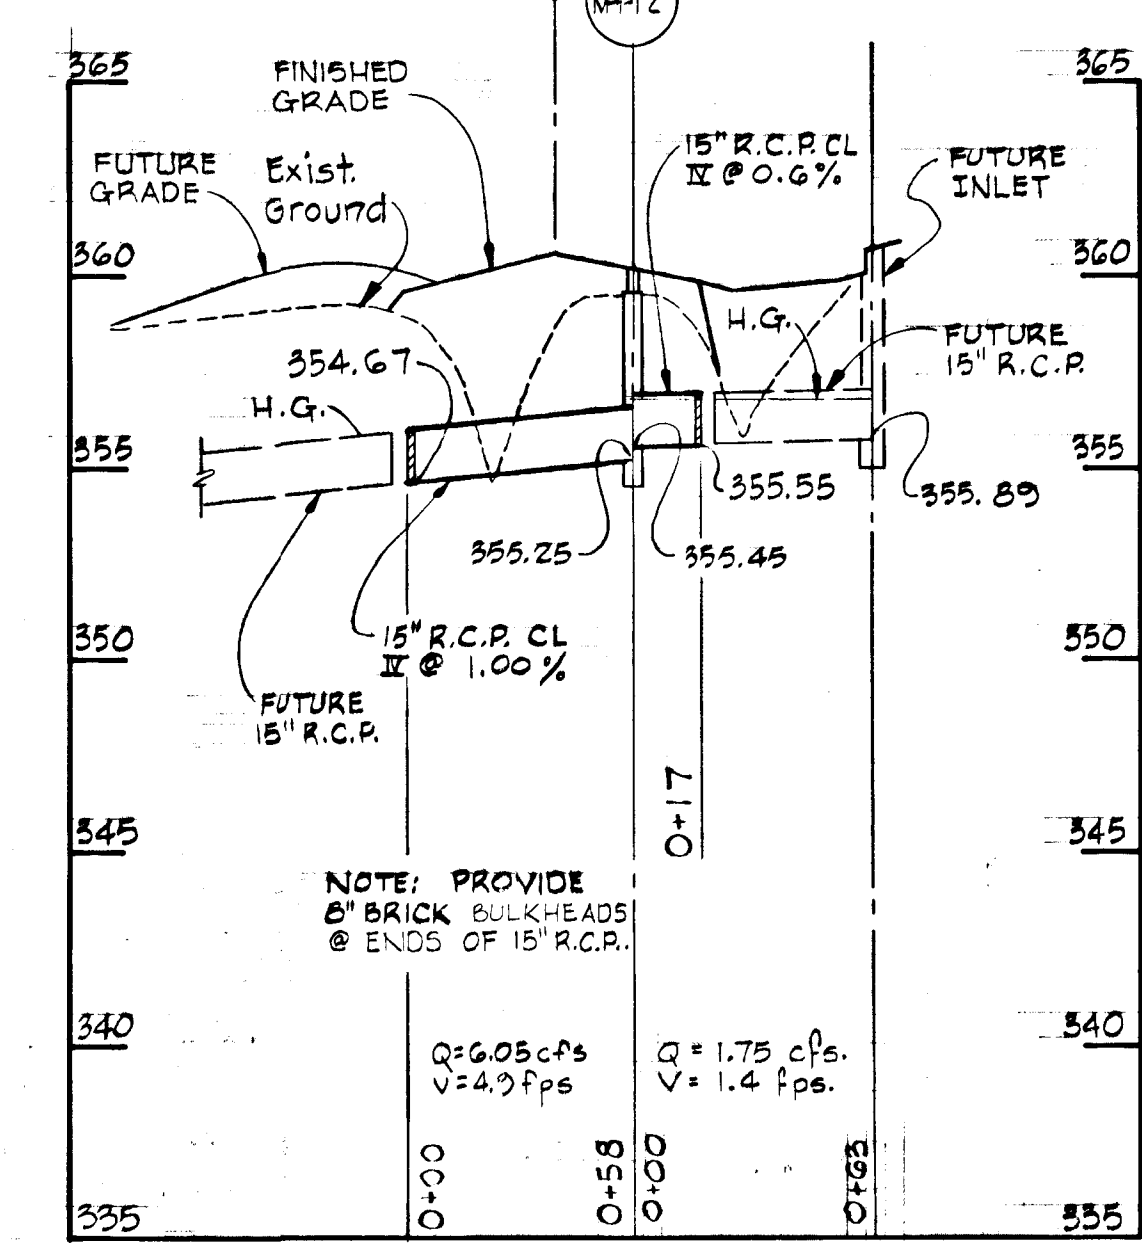 MH-12
365
365
FINISHED
GRADE
15" R.C.P. CL
IV @ 0.6%
FUTURE
GRADE
Exist.
Ground
FUTURE
INLET
360
360
H.G.
FUTURE
15" R.C.P.
354.67
H.G.
355
355
355.55
355.89
355.25
355.45
15" R.C.P. CL
IV @ 1.00%
350
350
FUTURE
15" R.C.P.
0+17
345
345
NOTE: PROVIDE
8" BRICK BULKHEADS
@ ENDS OF 15" R.C.P.
340
340
Q=6.05 cfs
V=4.9 fps
Q = 1.75 cfs.
V = 1.4 fps.
0+00
0+58
0+00
0+63
335
335